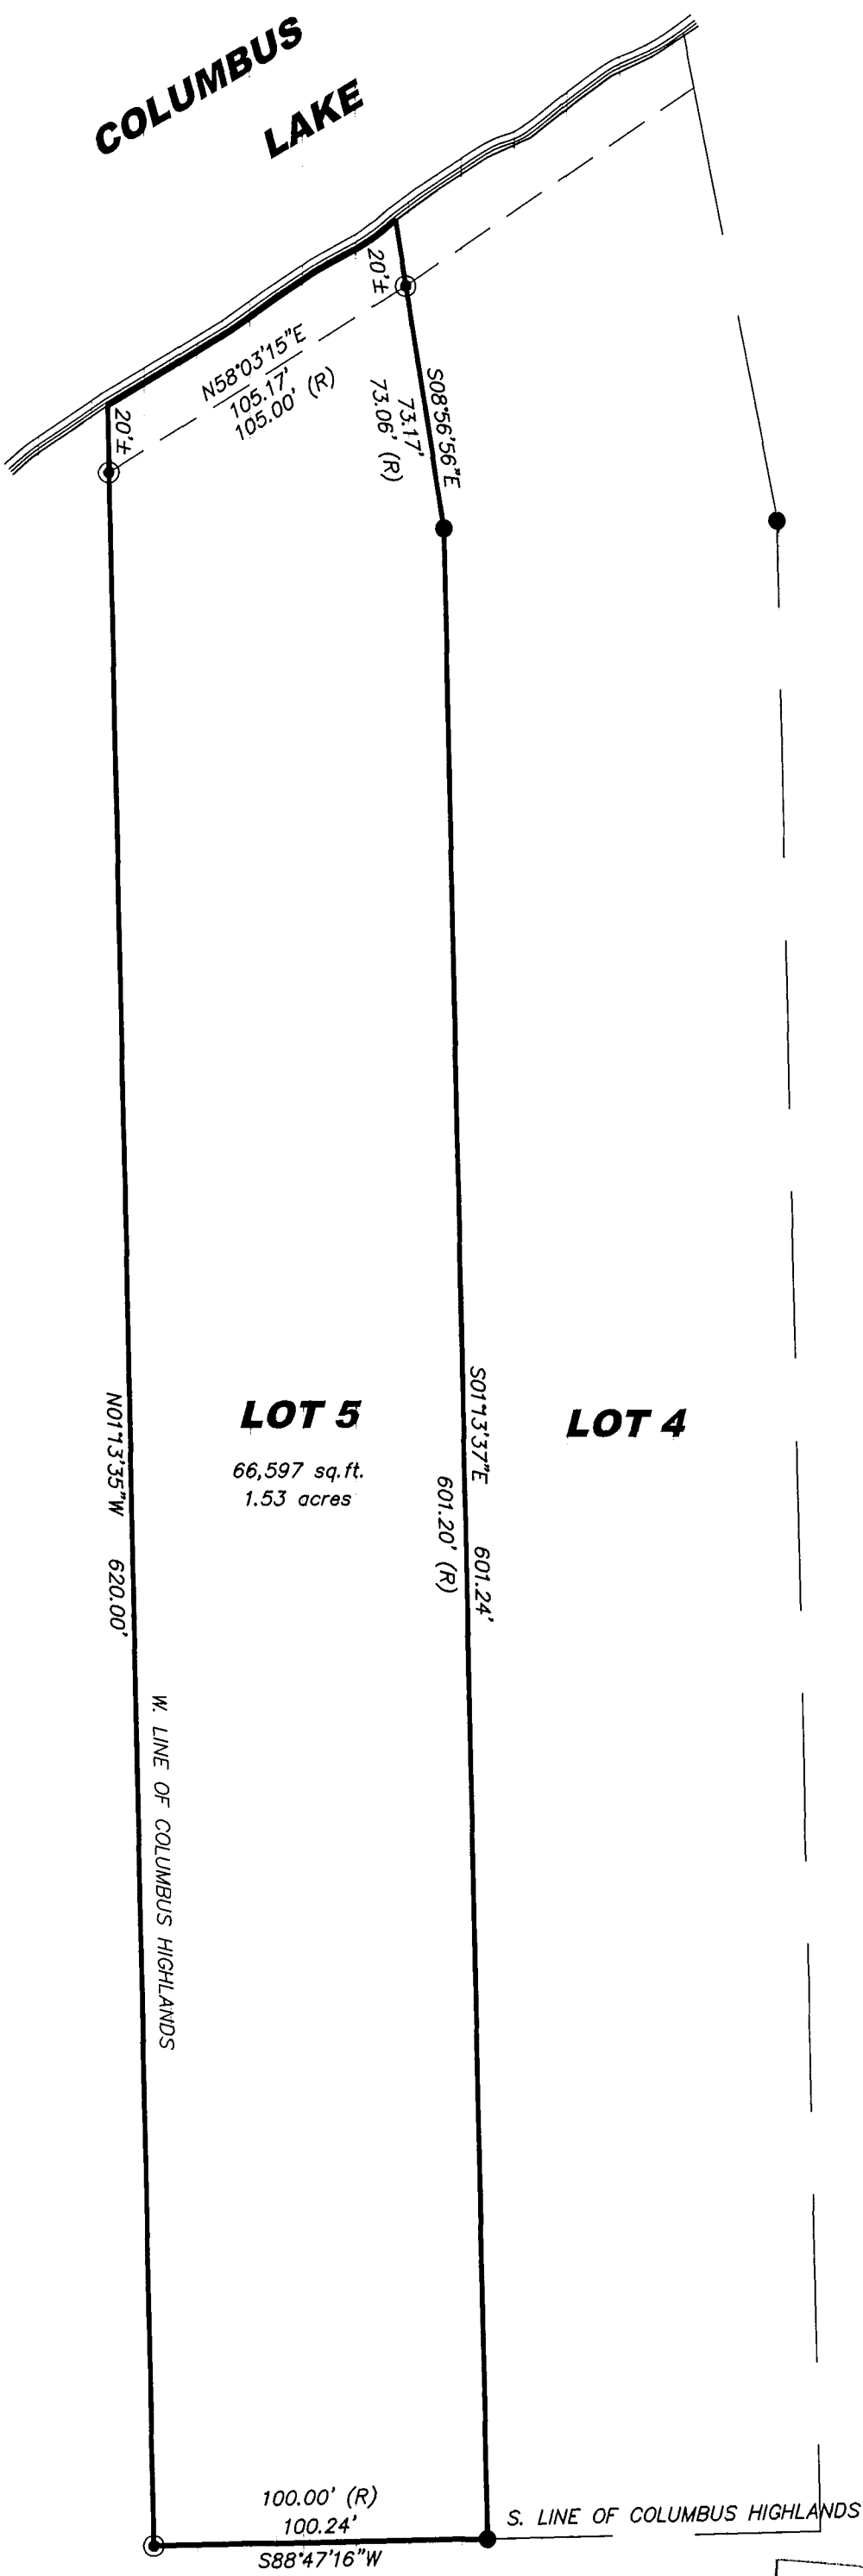 COLUMBUS
LAKE
20'±
N58°03'15"E
105.17'
105.00' (R)
20'±
S08°56'56"E
73.17'
73.06' (R)
LOT 5
66,597 sq.ft.
1.53 acres
LOT 4
N01°13'35"W 620.00'
S01°13'37"E 601.24'
601.20' (R)
W. LINE OF COLUMBUS HIGHLANDS
100.00' (R)
100.24'
S88°47'16"W
S. LINE OF COLUMBUS HIGHLANDS